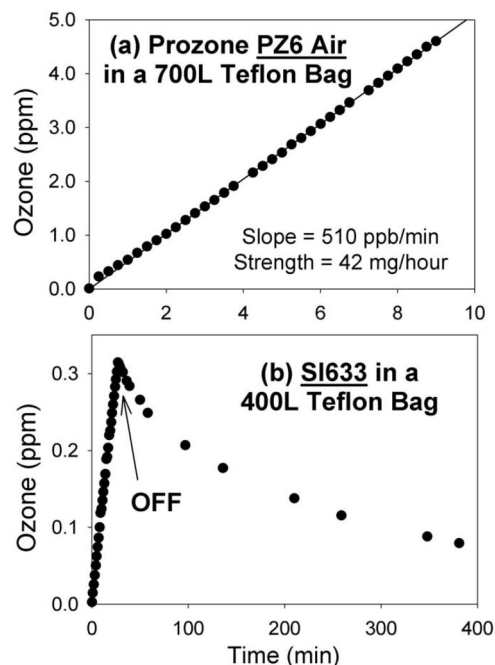 (a) Prozone PZ6 Air
in a 700L Teflon Bag
Slope = 510 ppb/min
Strength = 42 mg/hour
Ozone (ppm)
5.0
4.0
3.0
2.0
1.0
0.0
0 2 4 6 8 10
(b) SI633 in a
400L Teflon Bag
OFF
Ozone (ppm)
0.3
0.2
0.1
0.0
0 100 200 300 400
Time (min)